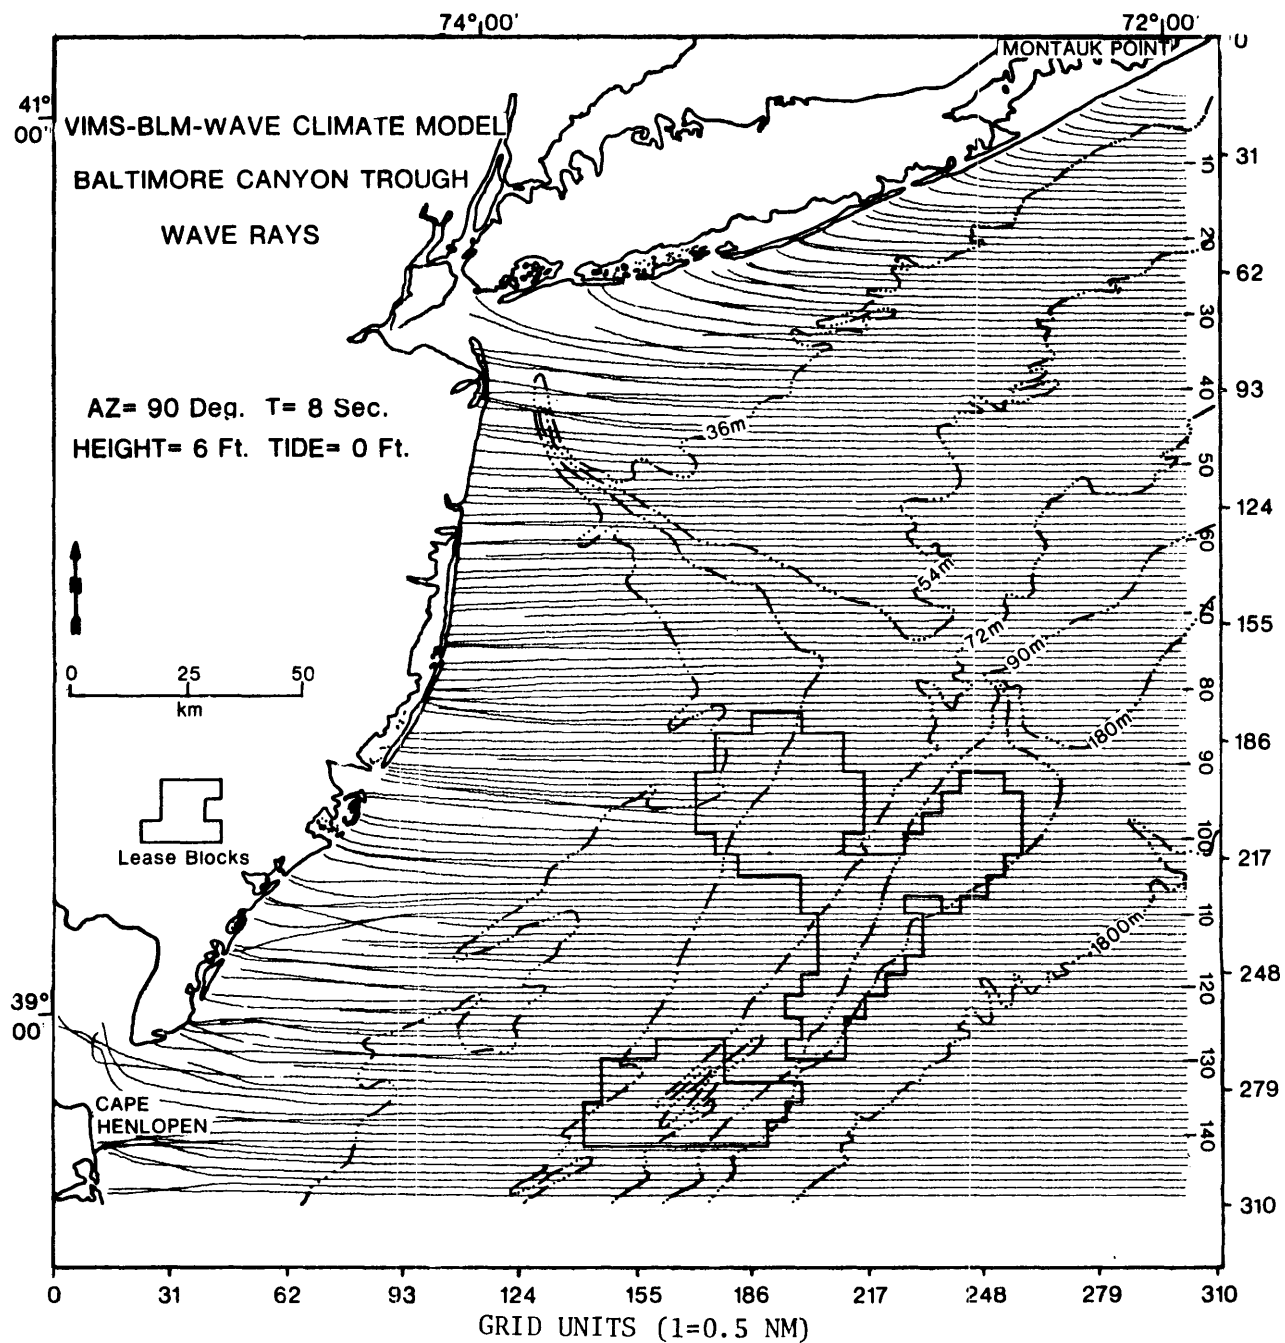 74°00'
72°00'
MONTAUK POINT
0
41°
00'
VIMS-BLM-WAVE CLIMATE MODEL
BALTIMORE CANYON TROUGH
WAVE RAYS
31
10
20
62
30
AZ= 90 Deg. T= 8 Sec.
HEIGHT= 6 Ft. TIDE= 0 Ft.
40
93
36m
50
124
60
54m
70
155
72m
90m
0 25 50
km
80
180m
186
90
Lease Blocks
100
217
110
1800m
248
120
39°
00'
130
279
CAPE
HENLOPEN
140
310
0 31 62 93 124 155 186 217 248 279 310
GRID UNITS (1=0.5 NM)